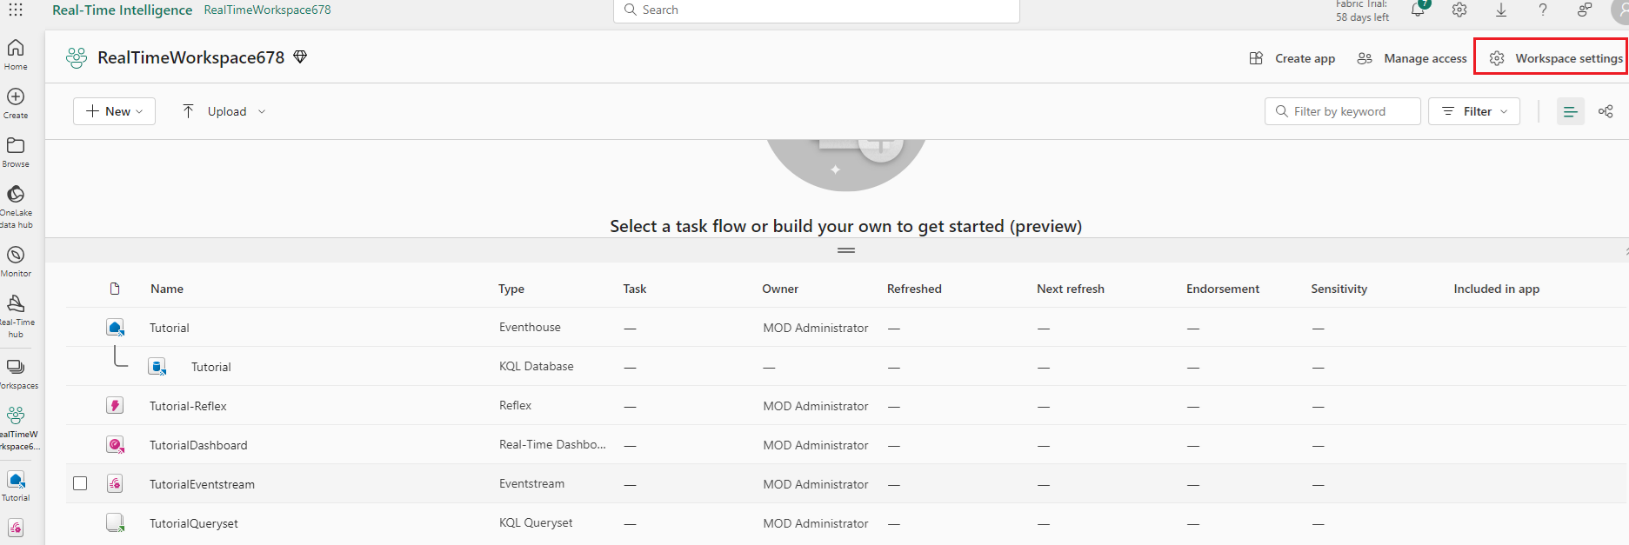 Real-Time Intelligence RealTimeWorkspace678
Search
Fabric Trial:
58 days left
7
RealTimeWorkspace678
Create app
Manage access
Workspace settings
New
Upload
Filter by keyword
Filter
Home
Create
Browse
OneLake
data hub
Monitor
Real-Time
hub
orkspaces
ealTimeW
rkspace6...
Tutorial
Select a task flow or build your own to get started (preview)
Name Type Task Owner Refreshed Next refresh Endorsement Sensitivity Included in app
Tutorial Eventhouse — MOD Administrator — — — —
Tutorial KQL Database — — — — — —
Tutorial-Reflex Reflex — MOD Administrator — — — —
TutorialDashboard Real-Time Dashbo... — MOD Administrator — — — —
TutorialEventstream Eventstream — MOD Administrator — — — —
TutorialQueryset KQL Queryset — MOD Administrator — — — —